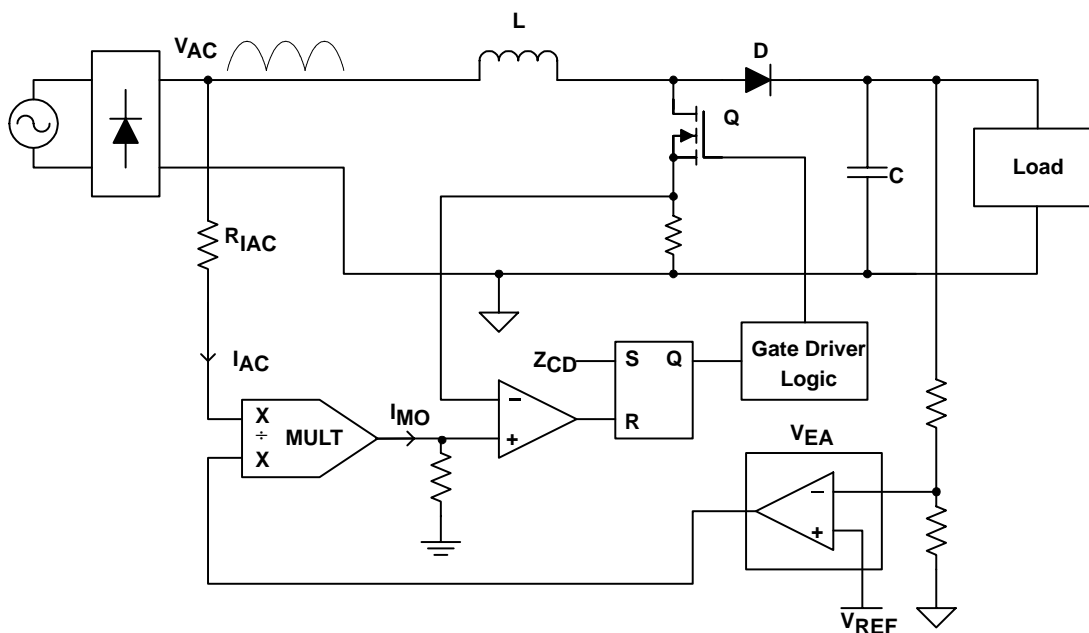 L
VAC
D
Q
C
Load
RIAC
IAC
ZCD
S Q
R
Gate Driver
Logic
IMO
−
+
X
÷
X
MULT
VEA
−
+
VREF